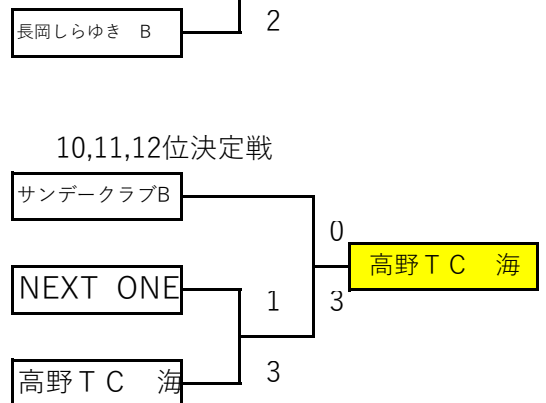 長岡しらゆき　B
2
10,11,12位決定戦
サンデークラブB
0
高野ＴＣ　海
NEXT ONE
1
3
高野ＴＣ　海
3